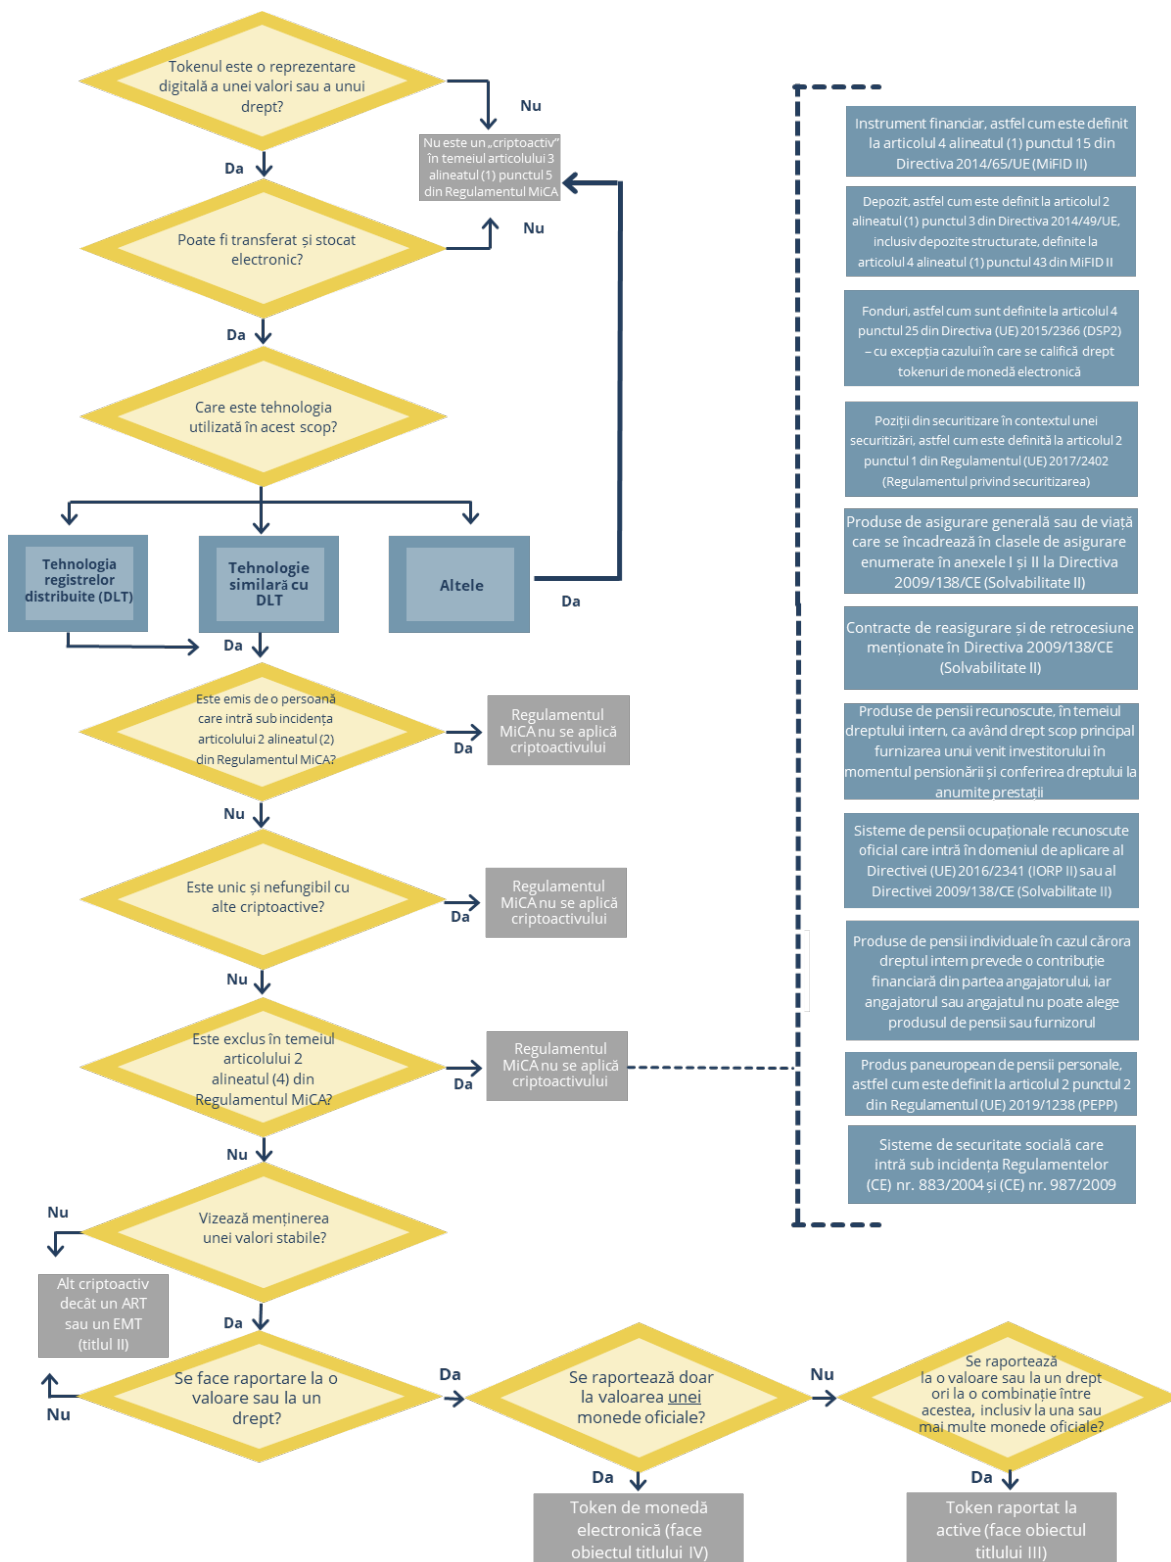 Tokenul este o reprezentare
digitală a unei valori sau a unui
drept?
Nu
Nu este un „criptoactiv”
în temeiul articolului 3
alineatul (1) punctul 5
din Regulamentul MiCA
Da
Poate fi transferat și stocat
electronic?
Nu
Da
Care este tehnologia
utilizată în acest scop?
Tehnologia
registrelor
distribuite (DLT)
Tehnologie
similară cu
DLT
Altele
Da
Da
Este emis de o persoană
care intră sub incidența
articolului 2 alineatul (2)
din Regulamentul MiCA?
Da
Regulamentul
MiCA nu se aplică
criptoactivului
Nu
Este unic și nefungibil cu
alte criptoactive?
Da
Regulamentul
MiCA nu se aplică
criptoactivului
Nu
Este exclus în temeiul
articolului 2
alineatul (4) din
Regulamentul MiCA?
Da
Regulamentul
MiCA nu se aplică
criptoactivului
Nu
Vizează menținerea
unei valori stabile?
Nu
Alt criptoactiv
decât un ART
sau un EMT
(titlul II)
Da
Se face raportare la o
valoare sau la un
drept?
Nu
Da
Se raportează doar
la valoarea unei
monede oficiale?
Nu
Se raportează
la o valoare sau la un drept
ori la o combinație între
acestea, inclusiv la una sau
mai multe monede oficiale?
Da
Token de monedă
electronică (face
obiectul titlului IV)
Da
Token raportat la
active (face obiectul
titlului III)
Instrument financiar, astfel cum este definit
la articolul 4 alineatul (1) punctul 15 din
Directiva 2014/65/UE (MiFID II)
Depozit, astfel cum este definit la articolul 2
alineatul (1) punctul 3 din Directiva 2014/49/UE,
inclusiv depozite structurate, definite la
articolul 4 alineatul (1) punctul 43 din MiFID II
Fonduri, astfel cum sunt definite la articolul 4
punctul 25 din Directiva (UE) 2015/2366 (DSP2)
– cu excepția cazului în care se califică drept
tokenuri de monedă electronică
Poziții din securitizare în contextul unei
securitizări, astfel cum este definită la articolul 2
punctul 1 din Regulamentul (UE) 2017/2402
(Regulamentul privind securitizarea)
Produse de asigurare generală sau de viață
care se încadrează în clasele de asigurare
enumerate în anexele I și II la Directiva
2009/138/CE (Solvabilitate II)
Contracte de reasigurare și de retrocesiune
menționate în Directiva 2009/138/CE
(Solvabilitate II)
Produse de pensii recunoscute, în temeiul
dreptului intern, ca având drept scop principal
furnizarea unui venit investitorului în
momentul pensionării și conferirea dreptului la
anumite prestații
Sisteme de pensii ocupaționale recunoscute
oficial care intră în domeniul de aplicare al
Directivei (UE) 2016/2341 (IORP II) sau al
Directivei 2009/138/CE (Solvabilitate II)
Produse de pensii individuale în cazul cărora
dreptul intern prevede o contribuție
financiară din partea angajatorului, iar
angajatorul sau angajatul nu poate alege
produsul de pensii sau furnizorul
Produs paneuropean de pensii personale,
astfel cum este definit la articolul 2 punctul 2
din Regulamentul (UE) 2019/1238 (PEPP)
Sisteme de securitate socială care
intră sub incidența Regulamentelor
(CE) nr. 883/2004 și (CE) nr. 987/2009